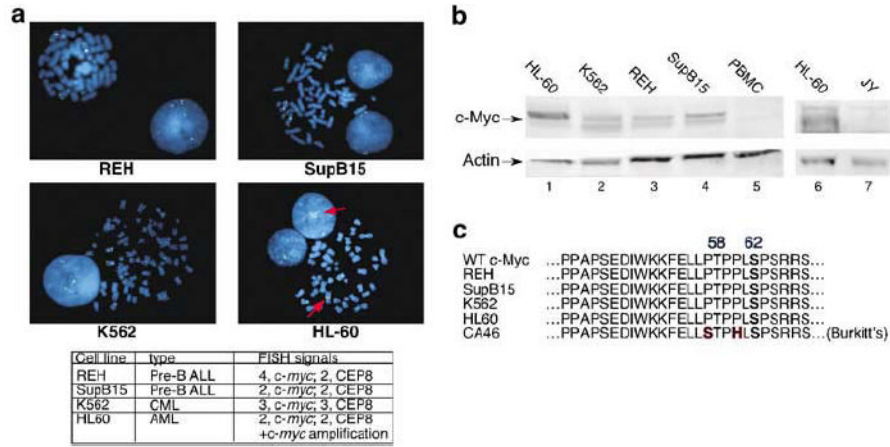 a
REH
SupB15
K562
HL-60
Cell line type FISH signals
REH Pre-B ALL 4, c-myc; 2, CEP8
SupB15 Pre-B ALL 2, c-myc; 2, CEP8
K562 CML 3, c-myc; 3, CEP8
HL60 AML 2, c-myc; 2, CEP8
+c-myc amplification
b
HL-60 K562 REH SupB15 PBMC HL-60 JY
c-Myc
Actin
1 2 3 4 5 6 7
c
58 62
WT c-Myc ...PPAPSEDIWKKFELLPTPPLSPSRRS...
REH ...PPAPSEDIWKKFELLPTPPLSPSRRS...
SupB15 ...PPAPSEDIWKKFELLPTPPLSPSRRS...
K562 ...PPAPSEDIWKKFELLPTPPLSPSRRS...
HL60 ...PPAPSEDIWKKFELLPTPPLSPSRRS...
CA46 ...PPAPSEDIWKKFELLSTPHLSPSRRS...(Burkitt's)